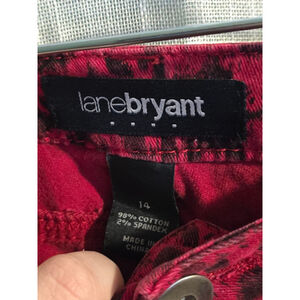 lanebryant
14
98% COTTON
2% SPANDEX
MADE IN
CHINA